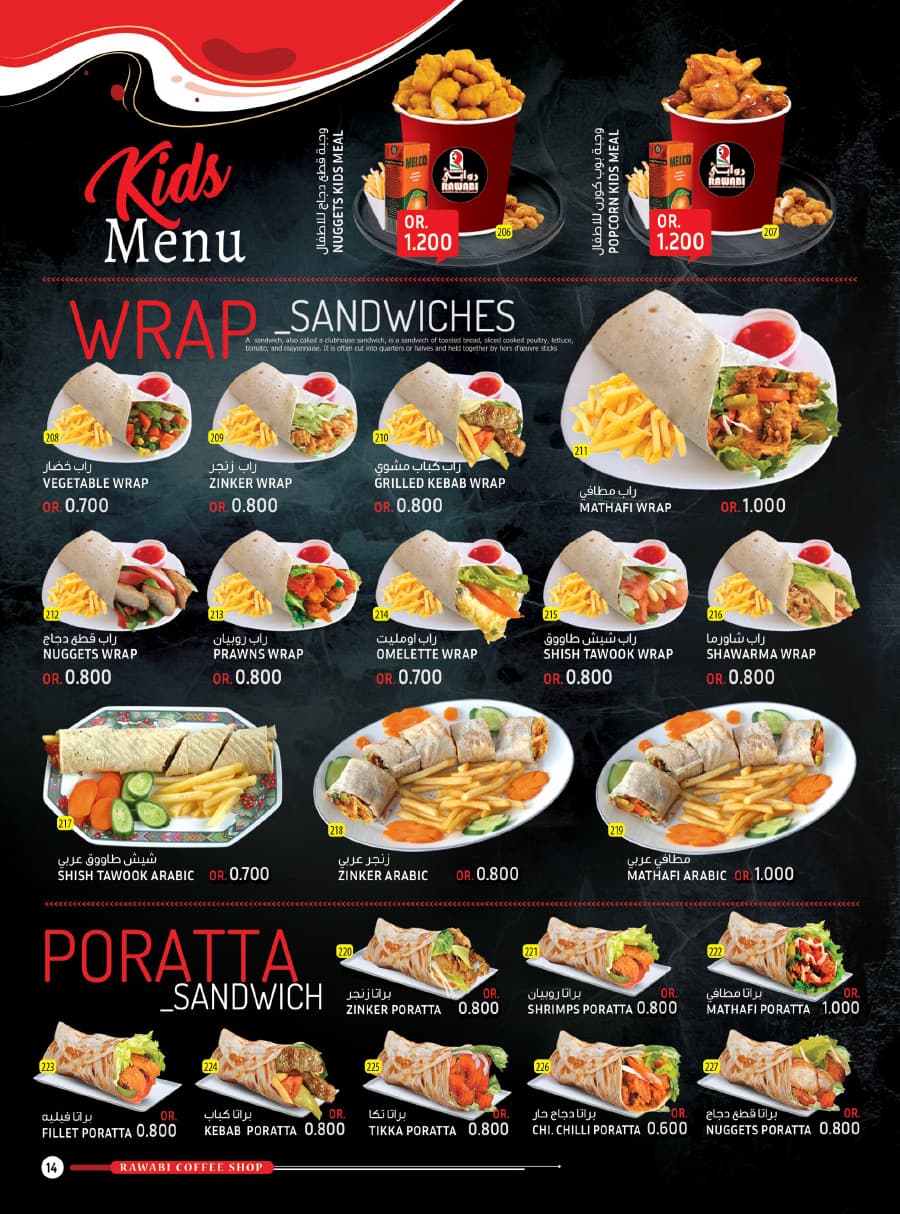 Kids
Menu
وجبة قطع دجاج للاطفال
NUGGETS KIDS MEAL
MELCO
روابي
RAWABI
OR.
1.200
206
وجبة بوب كورن للاطفال
POPCORN KIDS MEAL
MELCO
روابي
RAWABI
OR.
1.200
207
WRAP _SANDWICHES
A sandwich, also called a clubhouse sandwich, is a sandwich of toasted bread, sliced cooked poultry, lettuce,
tomato, and mayonnaise. It is often cut into quarters or halves and held together by hors d'œuvre sticks
208
راب خضار
VEGETABLE WRAP
OR. 0.700
209
راب زنجر
ZINKER WRAP
OR. 0.800
210
راب كباب مشوي
GRILLED KEBAB WRAP
OR. 0.800
211
راب مطافي
MATHAFI WRAP OR. 1.000
212
راب قطع دجاج
NUGGETS WRAP
OR. 0.800
213
راب روبيان
PRAWNS WRAP
OR. 0.800
214
راب اومليت
OMELETTE WRAP
OR. 0.700
215
راب شيش طاووق
SHISH TAWOOK WRAP
OR. 0.800
216
راب شاورما
SHAWARMA WRAP
OR. 0.800
217
شيش طاووق عربي
SHISH TAWOOK ARABIC OR. 0.700
218
زنجر عربي
ZINKER ARABIC OR. 0.800
219
مطافي عربي
MATHAFI ARABIC OR. 1.000
PORATTA
_SANDWICH
220
براتا زنجر OR.
ZINKER PORATTA 0.800
221
براتا روبيان OR.
SHRIMPS PORATTA 0.800
222
براتا مطافي OR.
MATHAFI PORATTA 1.000
223
براتا فيليه OR.
FILLET PORATTA 0.800
224
براتا كباب OR.
KEBAB PORATTA 0.800
225
براتا تكا OR.
TIKKA PORATTA 0.800
226
براتا دجاج حار OR.
CHI. CHILLI PORATTA 0.600
227
براتا قطع دجاج OR.
NUGGETS PORATTA 0.800
14 RAWABI COFFEE SHOP